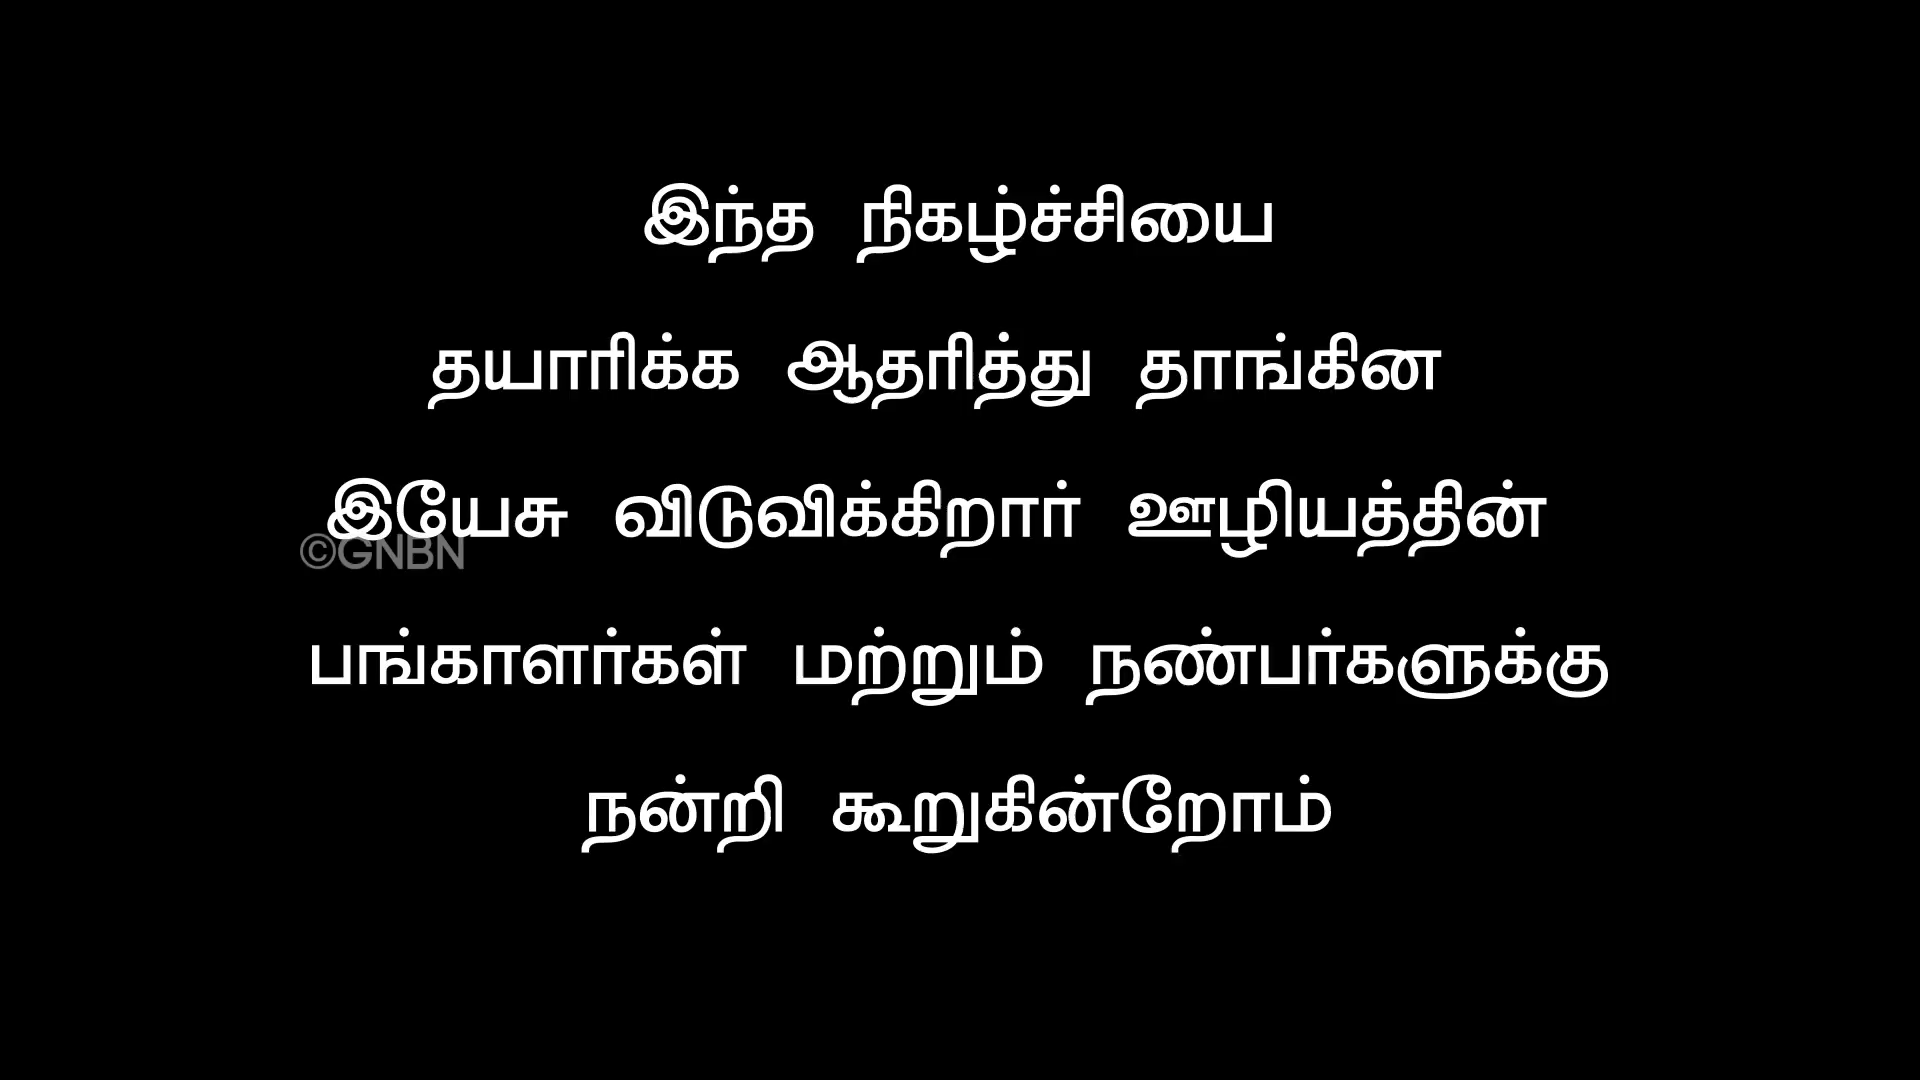 இந்த நிகழ்ச்சியை
தயாரிக்க ஆதரித்து தாங்கின
இயேசு விடுவிக்கிறார் ஊழியத்தின்
©GNBN
பங்காளர்கள் மற்றும் நண்பர்களுக்கு
நன்றி கூறுகின்றோம்